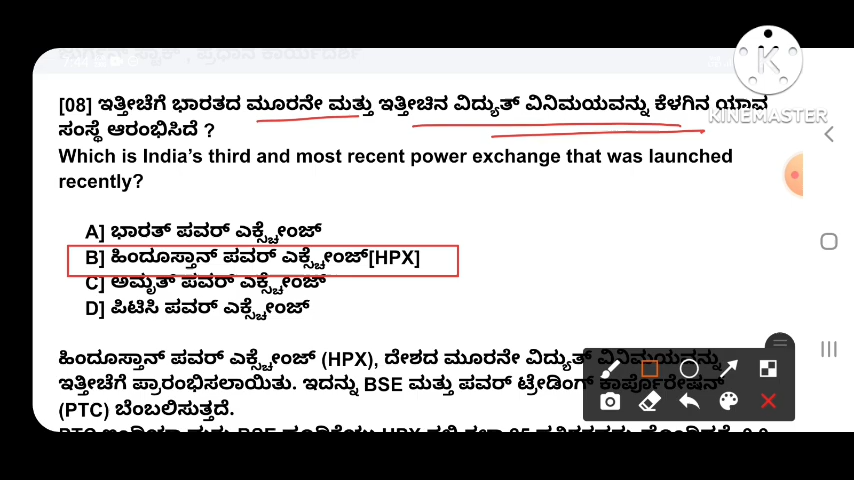 KINEMASTER
[08] ಇತ್ತೀಚೆಗೆ ಭಾರತದ ಮೂರನೇ ಮತ್ತು ಇತ್ತೀಚಿನ ವಿದ್ಯುತ್ ವಿನಿಮಯವನ್ನು ಕೆಳಗಿನ ಯಾವ
ಸಂಸ್ಥೆ ಆರಂಭಿಸಿದೆ ?
Which is India's third and most recent power exchange that was launched
recently?
A] ಭಾರತ್ ಪವರ್ ಎಕ್ಸ್ಚೇಂಜ್
B] ಹಿಂದೂಸ್ತಾನ್ ಪವರ್ ಎಕ್ಸ್ಚೇಂಜ್[HPX]
C] ಅಮೃತ್ ಪವರ್ ಎಕ್ಸ್ಚೇಂಜ್
D] ಪಿಟಿಸಿ ಪವರ್ ಎಕ್ಸ್ಚೇಂಜ್
ಹಿಂದೂಸ್ತಾನ್ ಪವರ್ ಎಕ್ಸ್ಚೇಂಜ್ (HPX), ದೇಶದ ಮೂರನೇ ವಿದ್ಯುತ್ ವಿನಿಮಯವನ್ನು
ಇತ್ತೀಚೆಗೆ ಪ್ರಾರಂಭಿಸಲಾಯಿತು. ಇದನ್ನು BSE ಮತ್ತು ಪವರ್ ಟ್ರೇಡಿಂಗ್ ಕಾರ್ಪೊರೇಷನ್
(PTC) ಬೆಂಬಲಿಸುತ್ತದೆ.